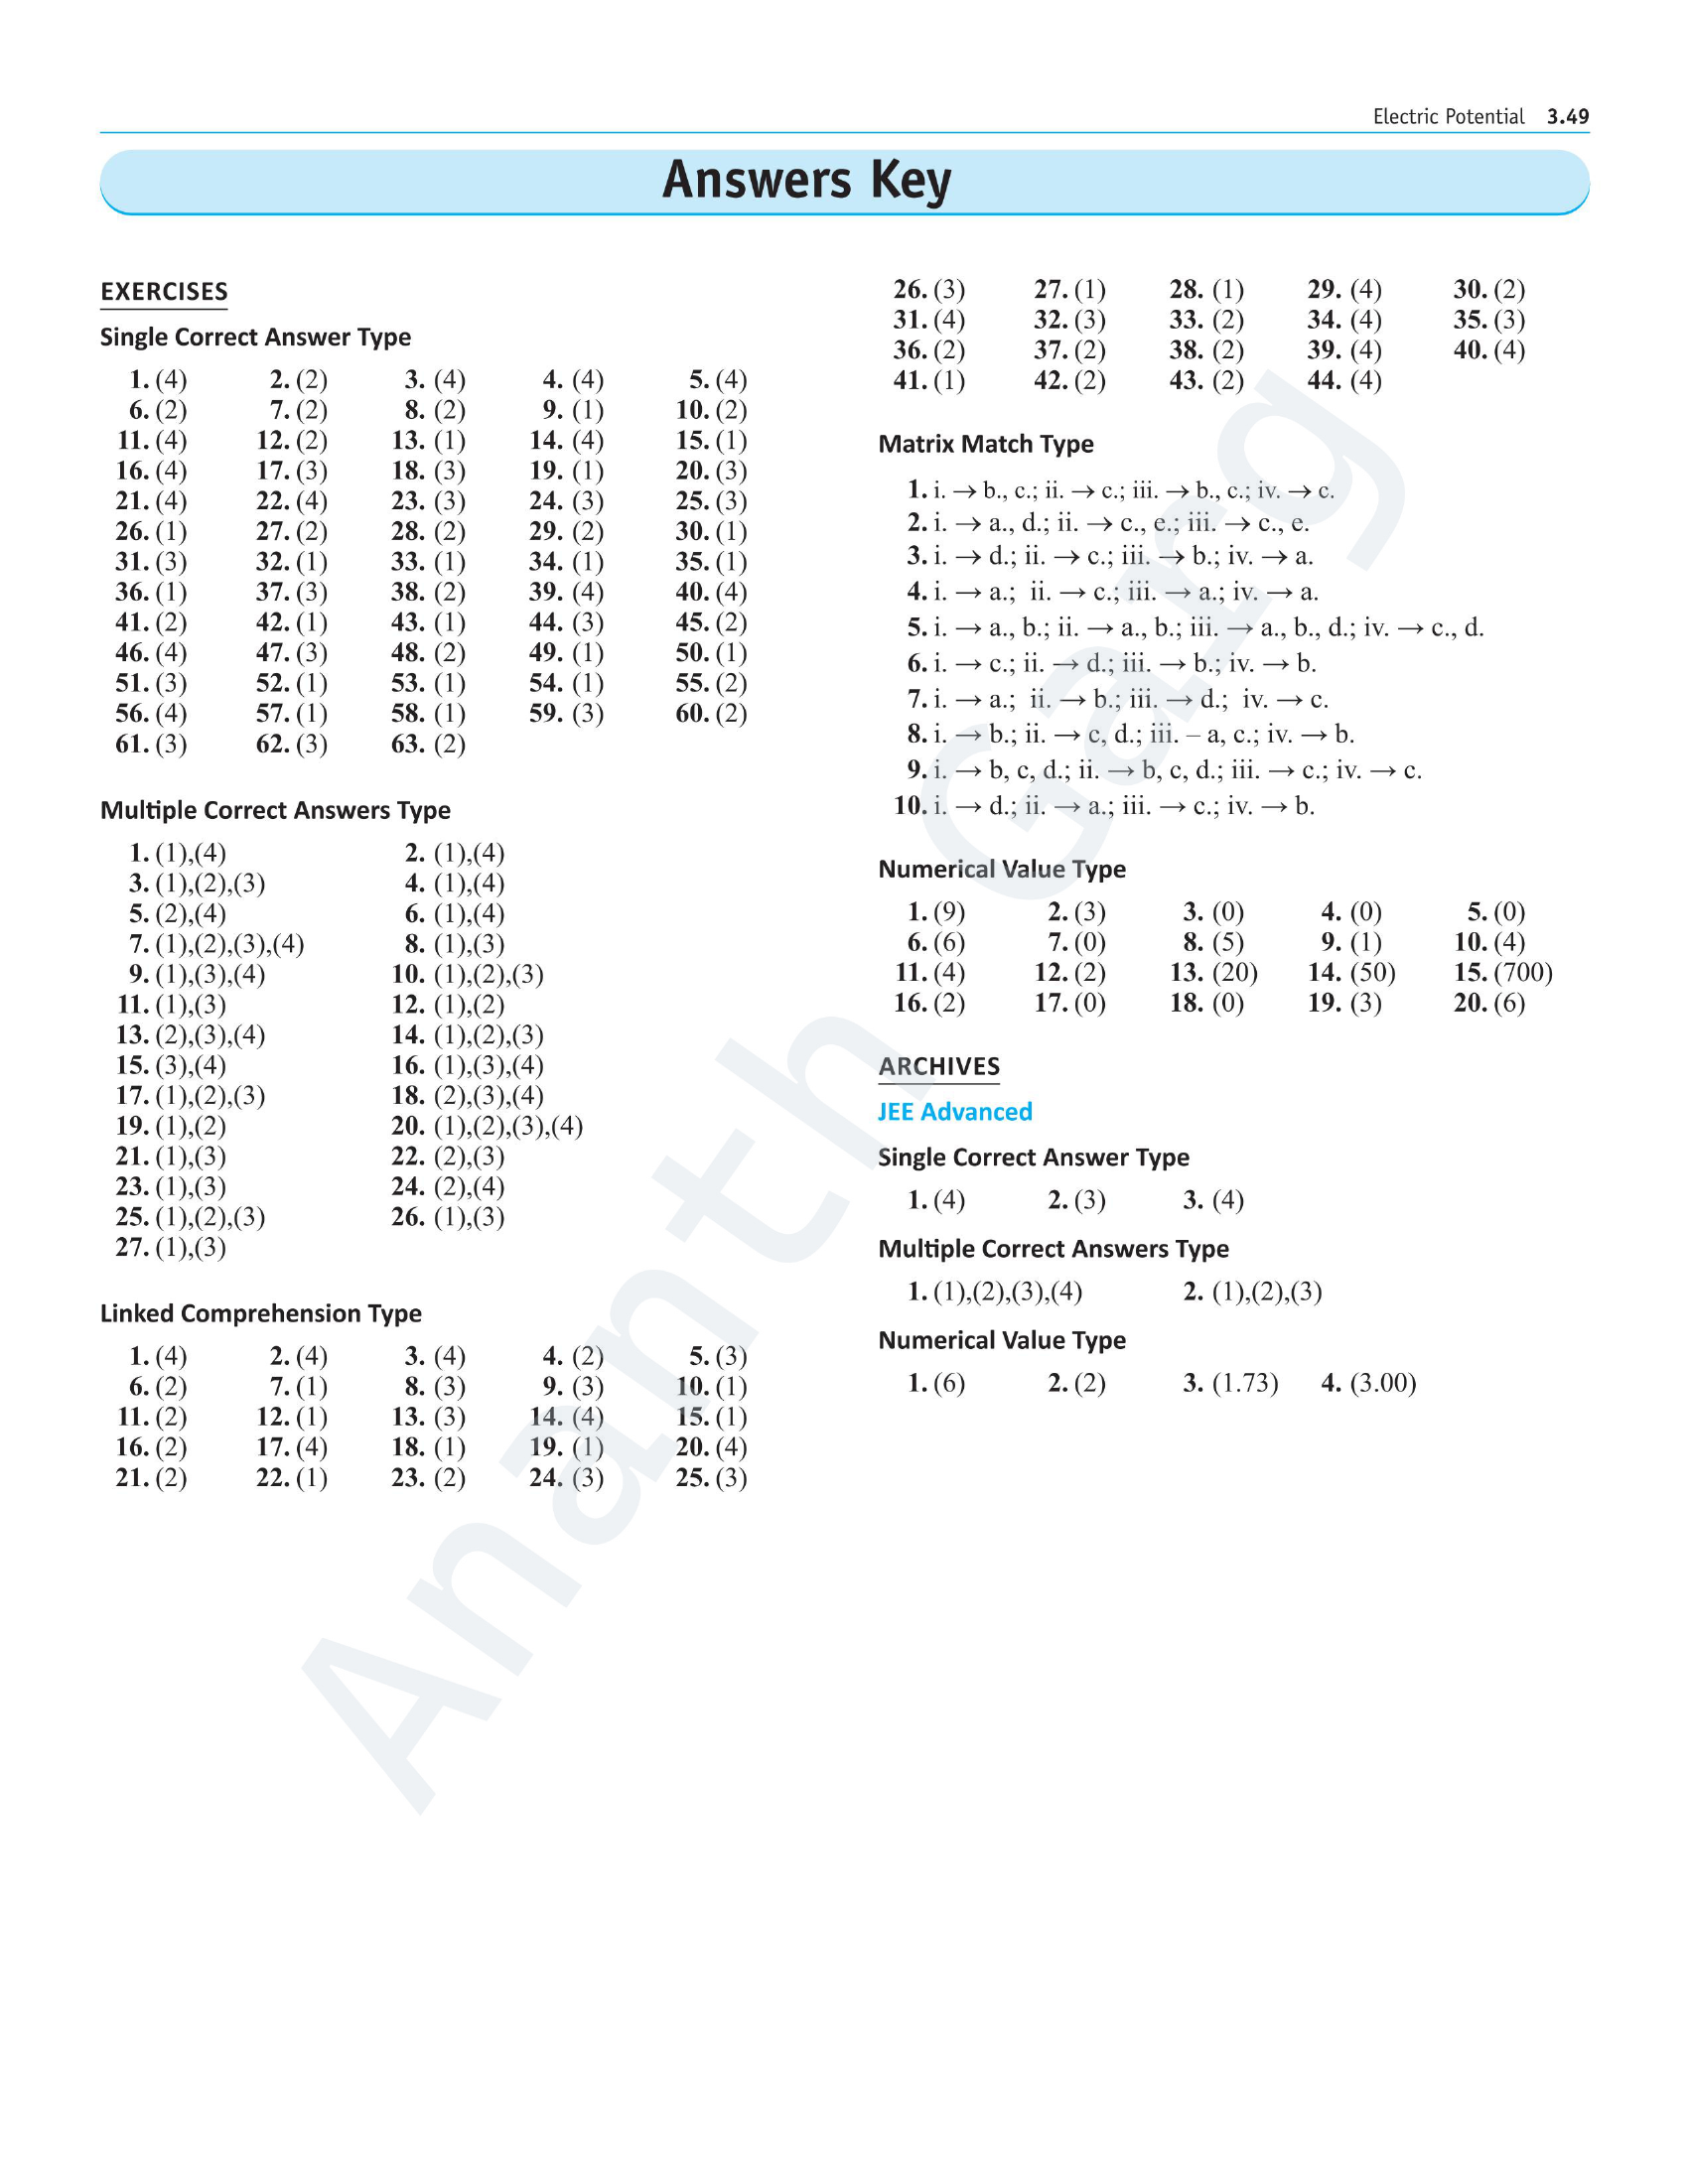 Electric Potential 3.49
Answers Key
EXERCISES
Single Correct Answer Type
1. (4) 2. (2) 3. (4) 4. (4) 5. (4)
6. (2) 7. (2) 8. (2) 9. (1) 10. (2)
11. (4) 12. (2) 13. (1) 14. (4) 15. (1)
16. (4) 17. (3) 18. (3) 19. (1) 20. (3)
21. (4) 22. (4) 23. (3) 24. (3) 25. (3)
26. (1) 27. (2) 28. (2) 29. (2) 30. (1)
31. (3) 32. (1) 33. (1) 34. (1) 35. (1)
36. (1) 37. (3) 38. (2) 39. (4) 40. (4)
41. (2) 42. (1) 43. (1) 44. (3) 45. (2)
46. (4) 47. (3) 48. (2) 49. (1) 50. (1)
51. (3) 52. (1) 53. (1) 54. (1) 55. (2)
56. (4) 57. (1) 58. (1) 59. (3) 60. (2)
61. (3) 62. (3) 63. (2)
Multiple Correct Answers Type
1. (1),(4) 2. (1),(4)
3. (1),(2),(3) 4. (1),(4)
5. (2),(4) 6. (1),(4)
7. (1),(2),(3),(4) 8. (1),(3)
9. (1),(3),(4) 10. (1),(2),(3)
11. (1),(3) 12. (1),(2)
13. (2),(3),(4) 14. (1),(2),(3)
15. (3),(4) 16. (1),(3),(4)
17. (1),(2),(3) 18. (2),(3),(4)
19. (1),(2) 20. (1),(2),(3),(4)
21. (1),(3) 22. (2),(3)
23. (1),(3) 24. (2),(4)
25. (1),(2),(3) 26. (1),(3)
27. (1),(3)
Linked Comprehension Type
1. (4) 2. (4) 3. (4) 4. (2) 5. (3)
6. (2) 7. (1) 8. (3) 9. (3) 10. (1)
11. (2) 12. (1) 13. (3) 14. (4) 15. (1)
16. (2) 17. (4) 18. (1) 19. (1) 20. (4)
21. (2) 22. (1) 23. (2) 24. (3) 25. (3)
26. (3) 27. (1) 28. (1) 29. (4) 30. (2)
31. (4) 32. (3) 33. (2) 34. (4) 35. (3)
36. (2) 37. (2) 38. (2) 39. (4) 40. (4)
41. (1) 42. (2) 43. (2) 44. (4)
Matrix Match Type
1. i. → b., c.; ii. → c.; iii. → b., c.; iv. → c.
2. i. → a., d.; ii. → c., e.; iii. → c., e.
3. i. → d.; ii. → c.; iii. → b.; iv. → a.
4. i. → a.; ii. → c.; iii. → a.; iv. → a.
5. i. → a., b.; ii. → a., b.; iii. → a., b., d.; iv. → c., d.
6. i. → c.; ii. → d.; iii. → b.; iv. → b.
7. i. → a.; ii. → b.; iii. → d.; iv. → c.
8. i. → b.; ii. → c, d.; iii. – a, c.; iv. → b.
9. i. → b, c, d.; ii. → b, c, d.; iii. → c.; iv. → c.
10. i. → d.; ii. → a.; iii. → c.; iv. → b.
Numerical Value Type
1. (9) 2. (3) 3. (0) 4. (0) 5. (0)
6. (6) 7. (0) 8. (5) 9. (1) 10. (4)
11. (4) 12. (2) 13. (20) 14. (50) 15. (700)
16. (2) 17. (0) 18. (0) 19. (3) 20. (6)
ARCHIVES
JEE Advanced
Single Correct Answer Type
1. (4) 2. (3) 3. (4)
Multiple Correct Answers Type
1. (1),(2),(3),(4) 2. (1),(2),(3)
Numerical Value Type
1. (6) 2. (2) 3. (1.73) 4. (3.00)
Ananth Garg